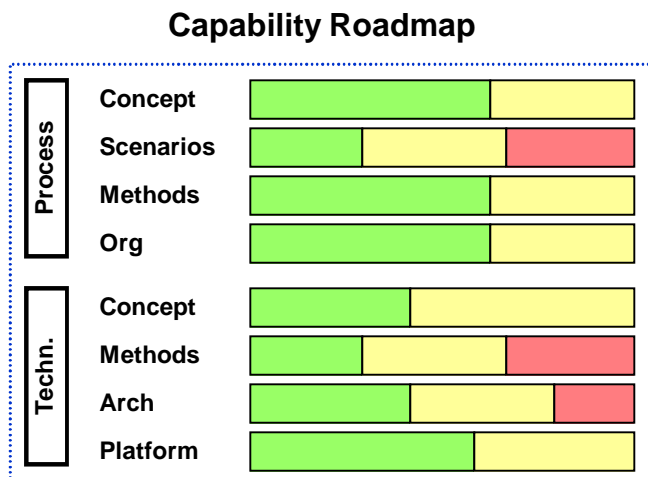 Capability Roadmap
Process
Concept
Scenarios
Methods
Org
Techn.
Concept
Methods
Arch
Platform